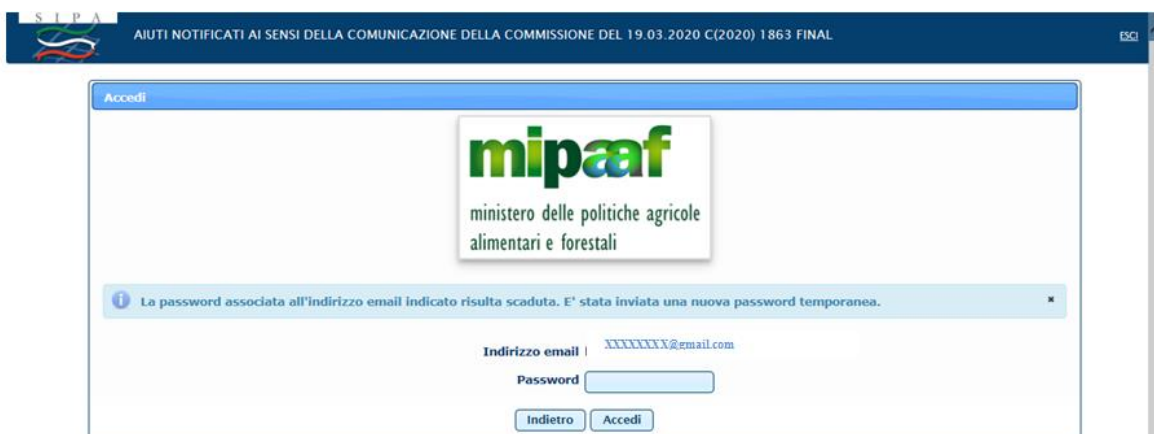 S I P A
AIUTI NOTIFICATI AI SENSI DELLA COMUNICAZIONE DELLA COMMISSIONE DEL 19.03.2020 C(2020) 1863 FINAL
ESCI
Accedi
mipaaf
ministero delle politiche agricole
alimentari e forestali
La password associata all'indirizzo email indicato risulta scaduta. E' stata inviata una nuova password temporanea.
Indirizzo email XXXXXXXX@gmail.com
Password
Indietro Accedi